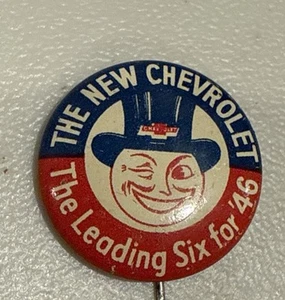 THE NEW CHEVROLET
CHEVROLET
The Leading Six for '46